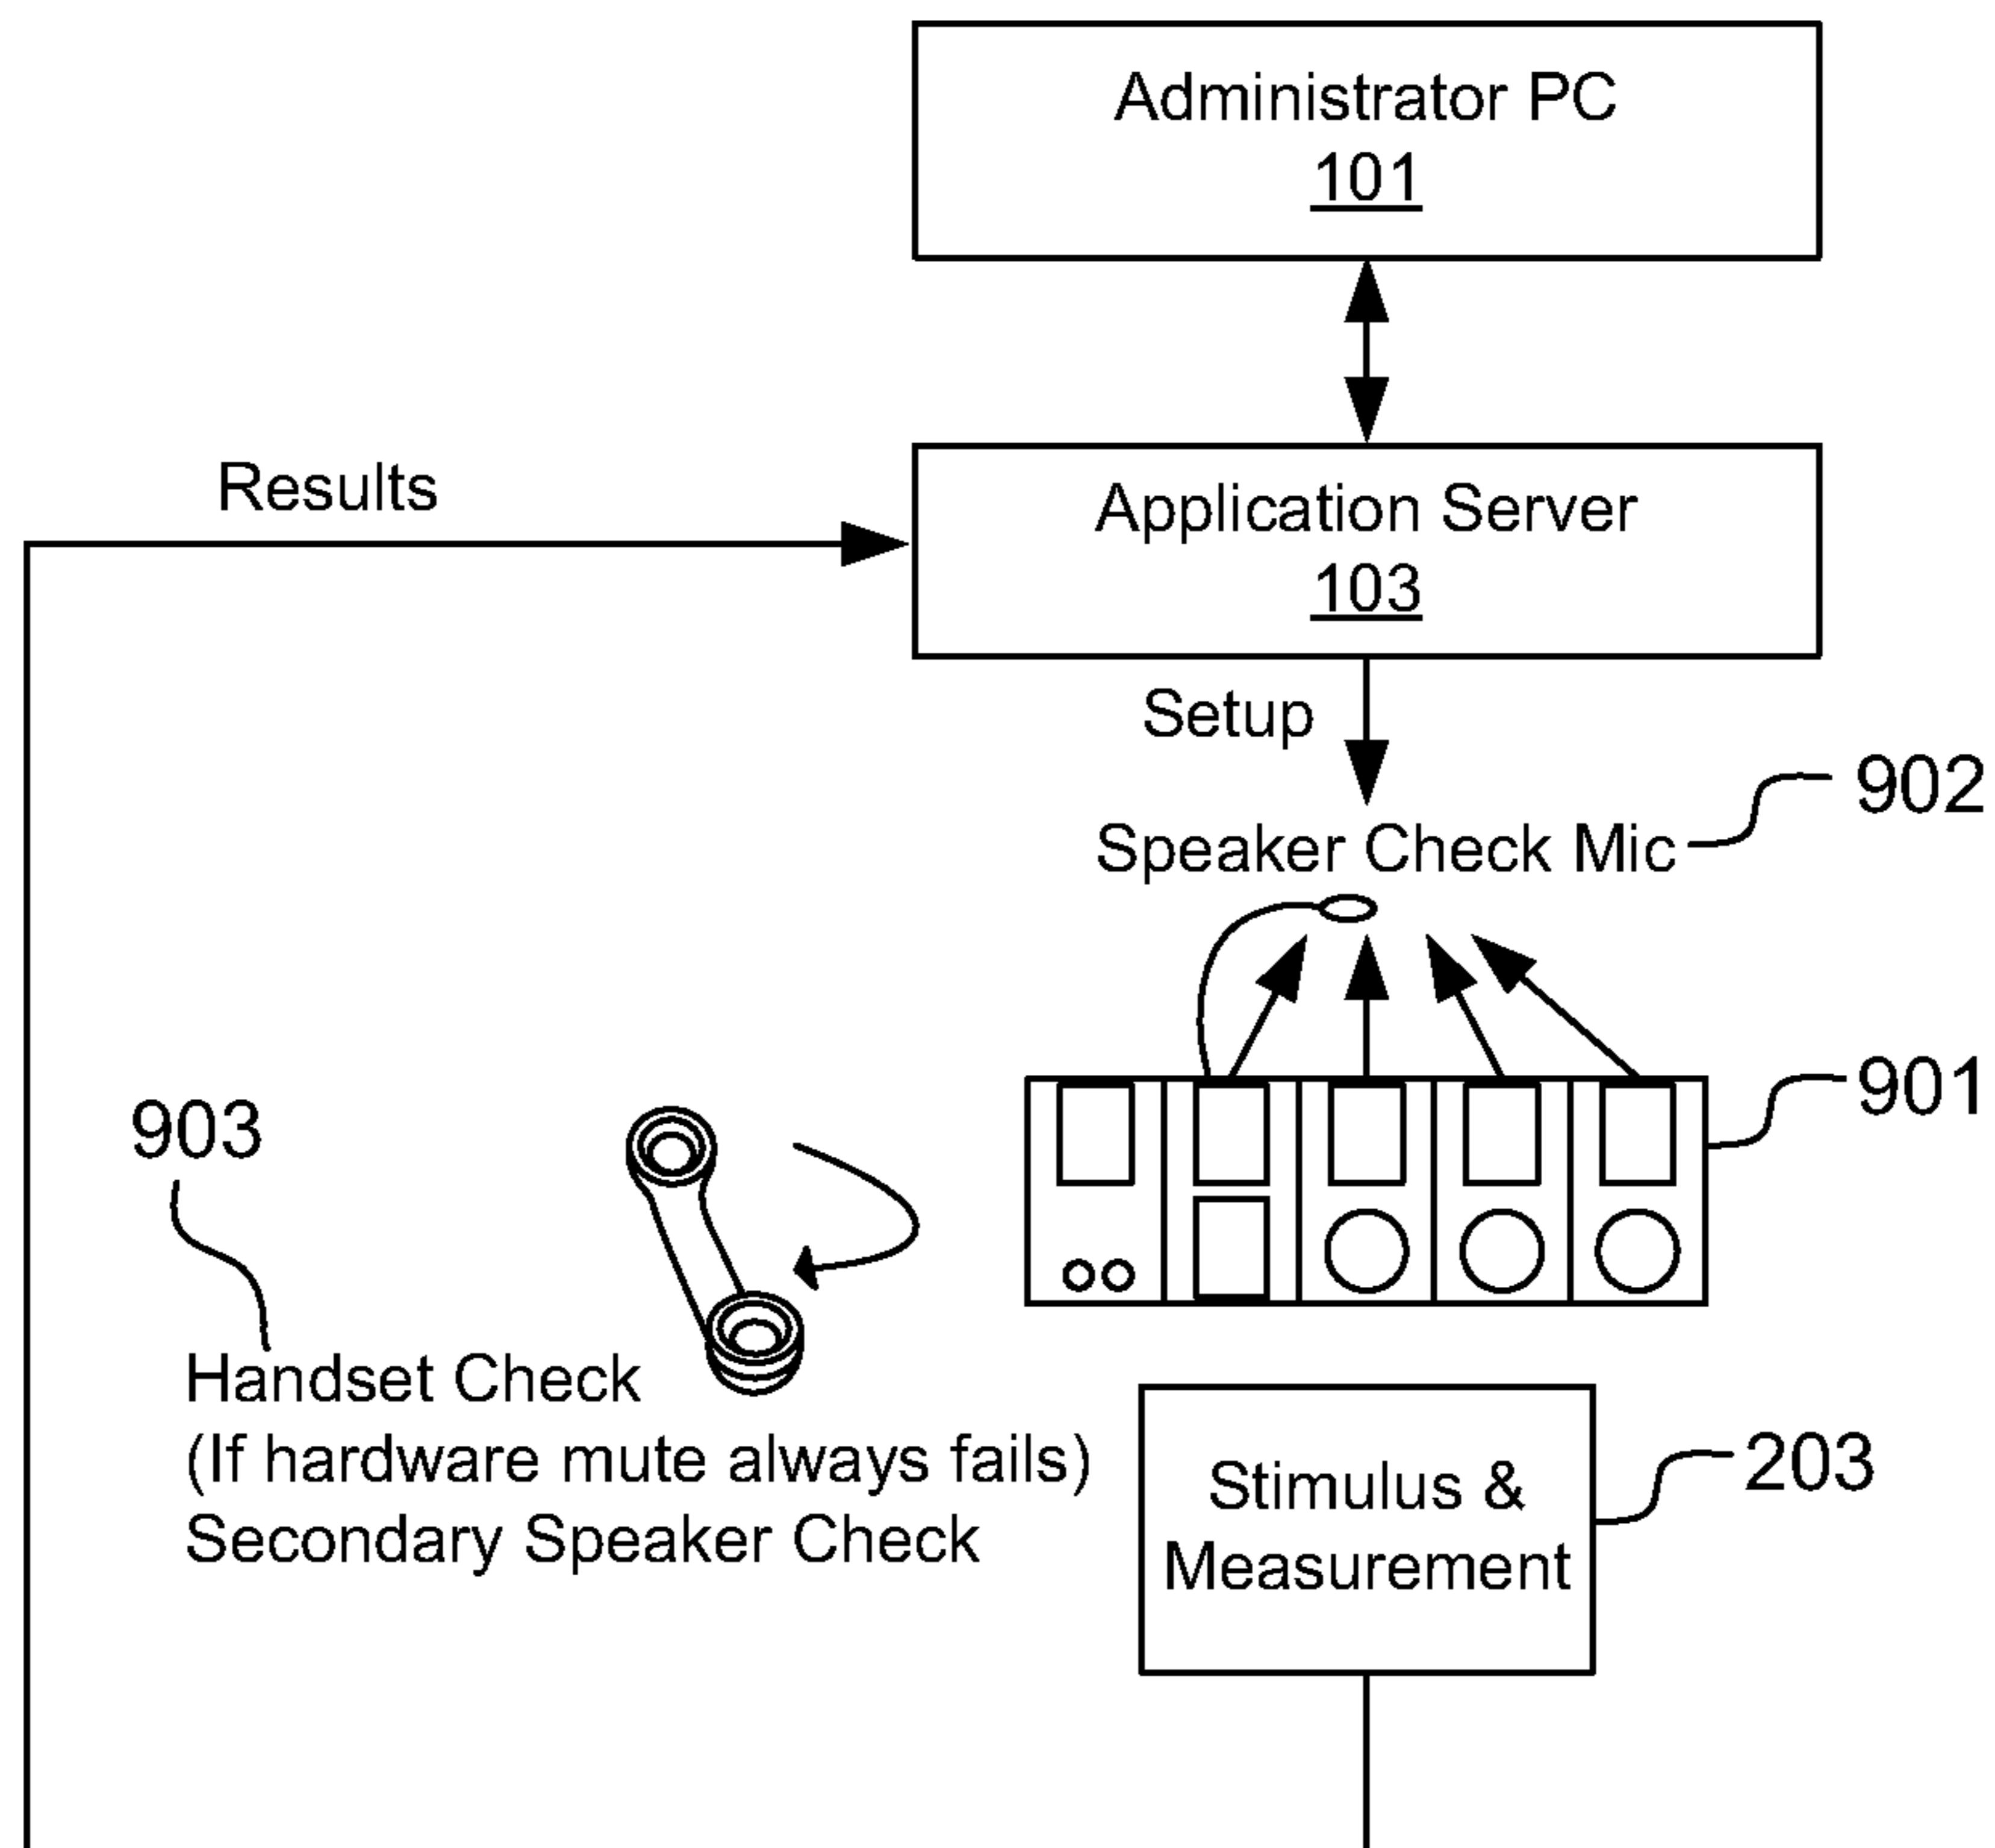 Administrator PC
101
Results
Application Server
103
Setup
902
Speaker Check Mic
901
903
Handset Check
(If hardware mute always fails)
Secondary Speaker Check
203
Stimulus &
Measurement